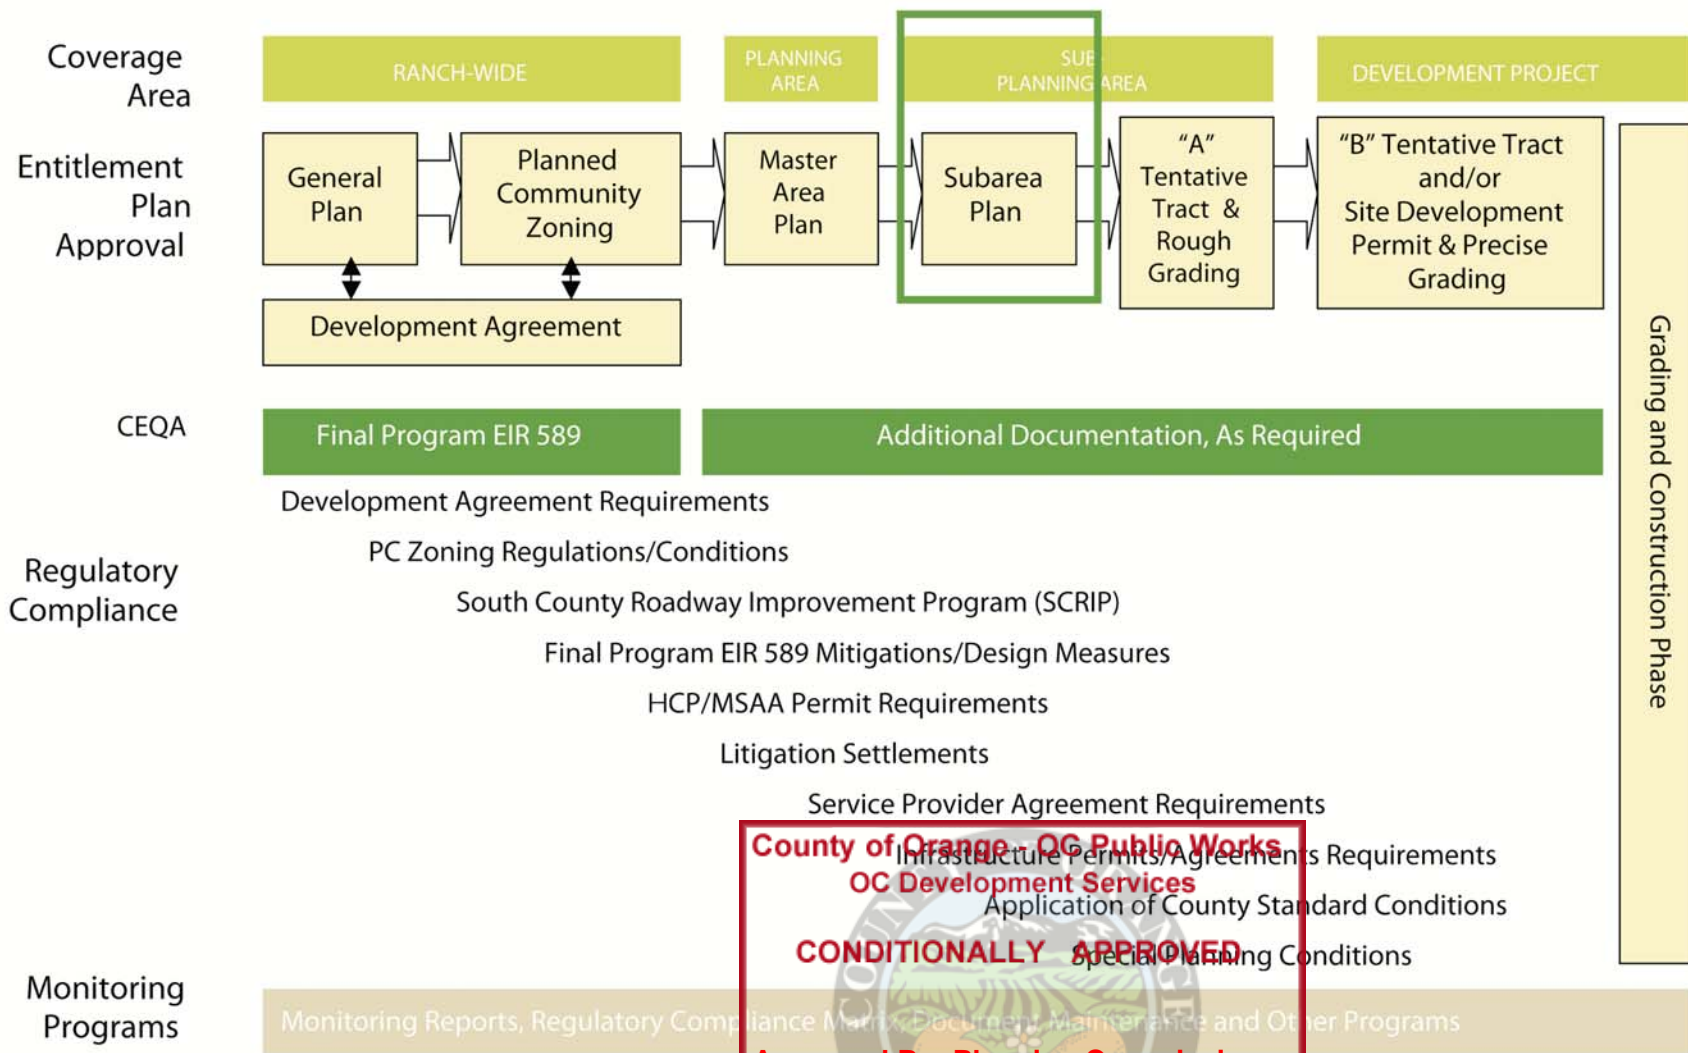 Coverage
Area
RANCH-WIDE
PLANNING
AREA
SUB-
PLANNING AREA
DEVELOPMENT PROJECT
Entitlement
Plan
Approval
General
Plan
Planned
Community
Zoning
Master
Area
Plan
Subarea
Plan
"A"
Tentative
Tract &
Rough
Grading
"B" Tentative Tract
and/or
Site Development
Permit & Precise
Grading
Development Agreement
Grading and Construction Phase
CEQA
Final Program EIR 589
Additional Documentation, As Required
Regulatory
Compliance
Development Agreement Requirements
PC Zoning Regulations/Conditions
South County Roadway Improvement Program (SCRIP)
Final Program EIR 589 Mitigations/Design Measures
HCP/MSAA Permit Requirements
Litigation Settlements
Service Provider Agreement Requirements
Infrastructure Permits/Agreements Requirements
Application of County Standard Conditions
Special Planning Conditions
County of Orange - OC Public Works
OC Development Services
CONDITIONALLY APPROVED
Monitoring
Programs
Monitoring Reports, Regulatory Compliance Matrix, Document Maintenance and Other Programs